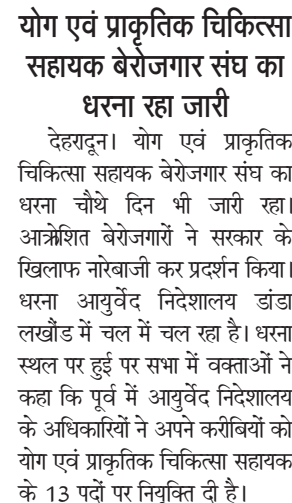 योग एवं प्राकृतिक चिकित्सा
सहायक बेरोजगार संघ का
धरना रहा जारी
देहरादून। योग एवं प्राकृतिक
चिकित्सा सहायक बेरोजगार संघ का
धरना चौथे दिन भी जारी रहा।
आक्रोशित बेरोजगारों ने सरकार के
खिलाफ नारेबाजी कर प्रदर्शन किया।
धरना आयुर्वेद निदेशालय डांडा
लखौंड में चल में चल रहा है। धरना
स्थल पर हुई पर सभा में वक्ताओं ने
कहा कि पूर्व में आयुर्वेद निदेशालय
के अधिकारियों ने अपने करीबियों को
योग एवं प्राकृतिक चिकित्सा सहायक
के 13 पदों पर नियुक्ति दी है।